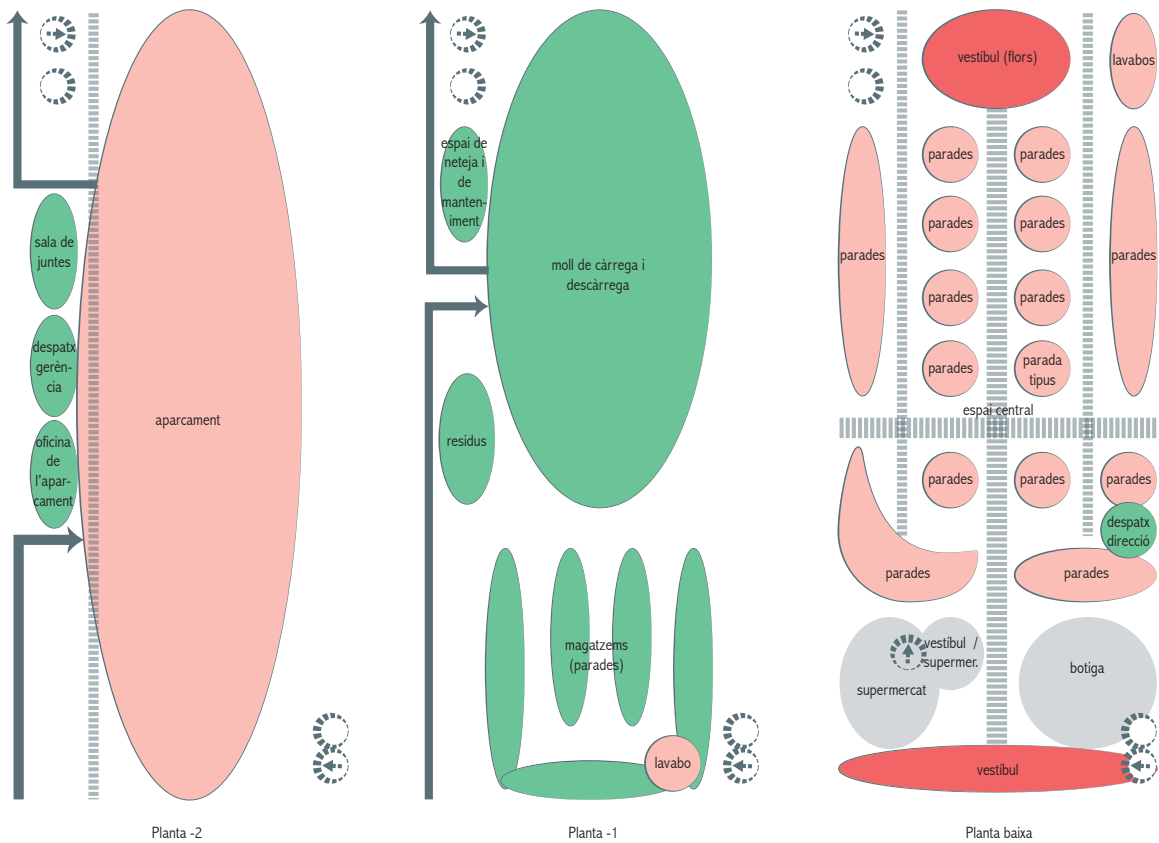 sala de
juntes
despatx
gerèn-
cia
oficina
de
l'apar-
cament
aparcament
Planta -2
espai de
neteja i
de
manten-
iment
moll de càrrega i
descàrrega
residus
magatzems
(parades)
lavabo
Planta -1
vestíbul (flors)
lavabos
parades
parades
parades
parades
parades
parades
parades
parades
parades
parada
tipus
espai central
parades
parades
parades
despatx
direcció
parades
parades
vestíbul /
supermer.
supermercat
botiga
vestíbul
Planta baixa